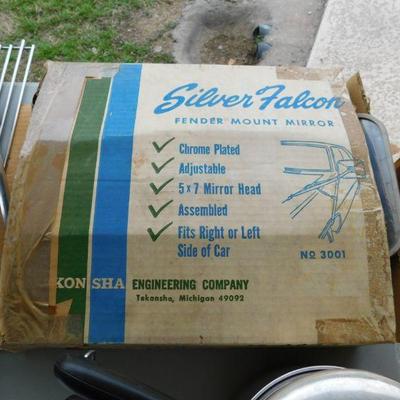 Silver Falcon
FENDER MOUNT MIRROR
Chrome Plated
Adjustable
5 x 7 Mirror Head
Assembled
Fits Right or Left
Side of Car
No 3001
KON SHA ENGINEERING COMPANY
Tekonsha, Michigan 49092